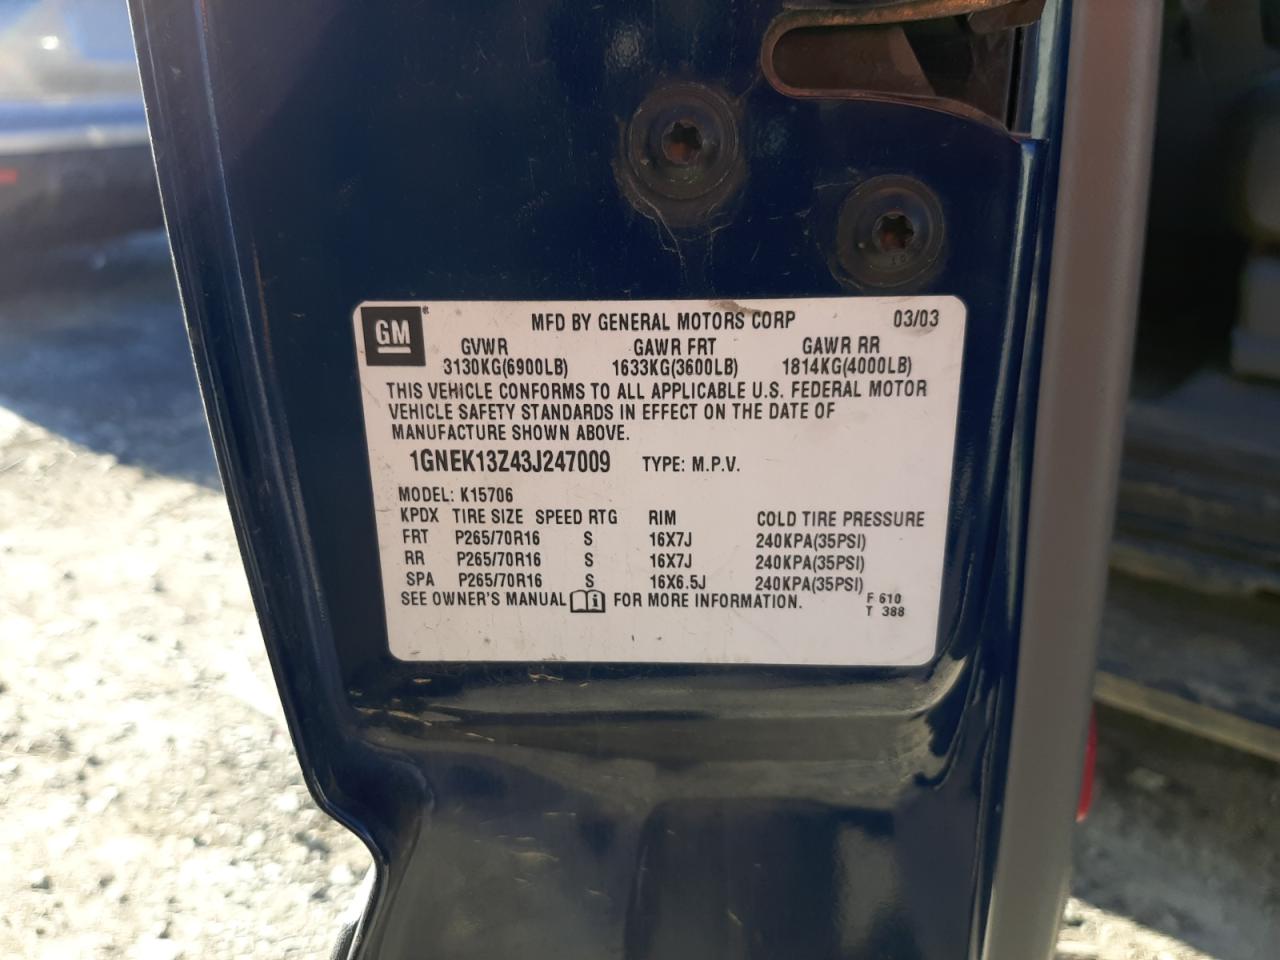 GM ®
MFD BY GENERAL MOTORS CORP 03/03
GVWR GAWR FRT GAWR RR
3130KG(6900LB) 1633KG(3600LB) 1814KG(4000LB)
THIS VEHICLE CONFORMS TO ALL APPLICABLE U.S. FEDERAL MOTOR
VEHICLE SAFETY STANDARDS IN EFFECT ON THE DATE OF
MANUFACTURE SHOWN ABOVE.
1GNEK13Z43J247009 TYPE: M.P.V.
MODEL: K15706
KPDX TIRE SIZE SPEED RTG RIM COLD TIRE PRESSURE
FRT P265/70R16 S 16X7J 240KPA(35PSI)
RR P265/70R16 S 16X7J 240KPA(35PSI)
SPA P265/70R16 S 16X6.5J 240KPA(35PSI)
SEE OWNER'S MANUAL FOR MORE INFORMATION.
F 610
T 388